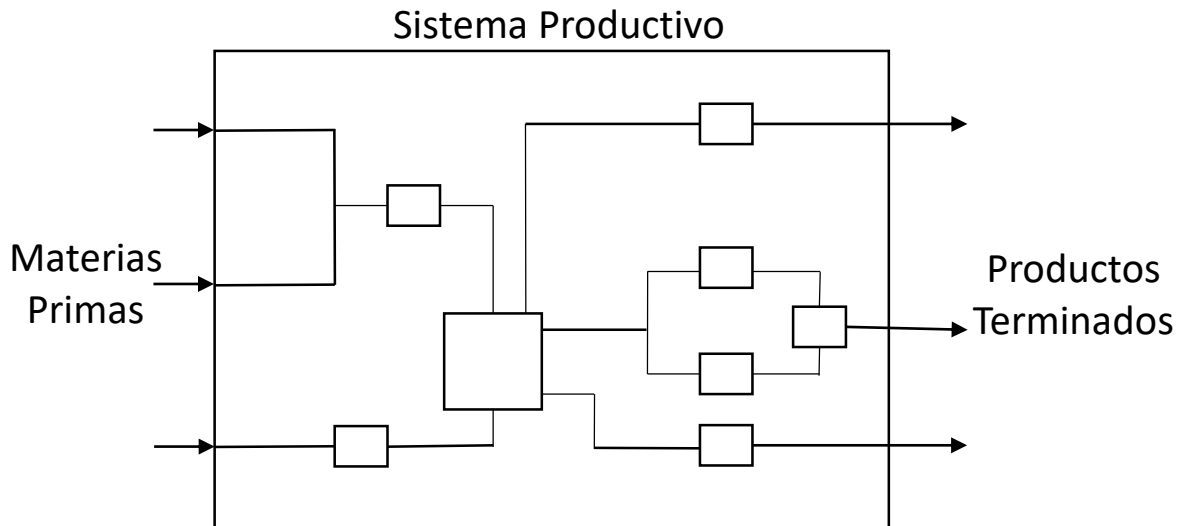 Sistema Productivo
Materias
Primas
Productos
Terminados